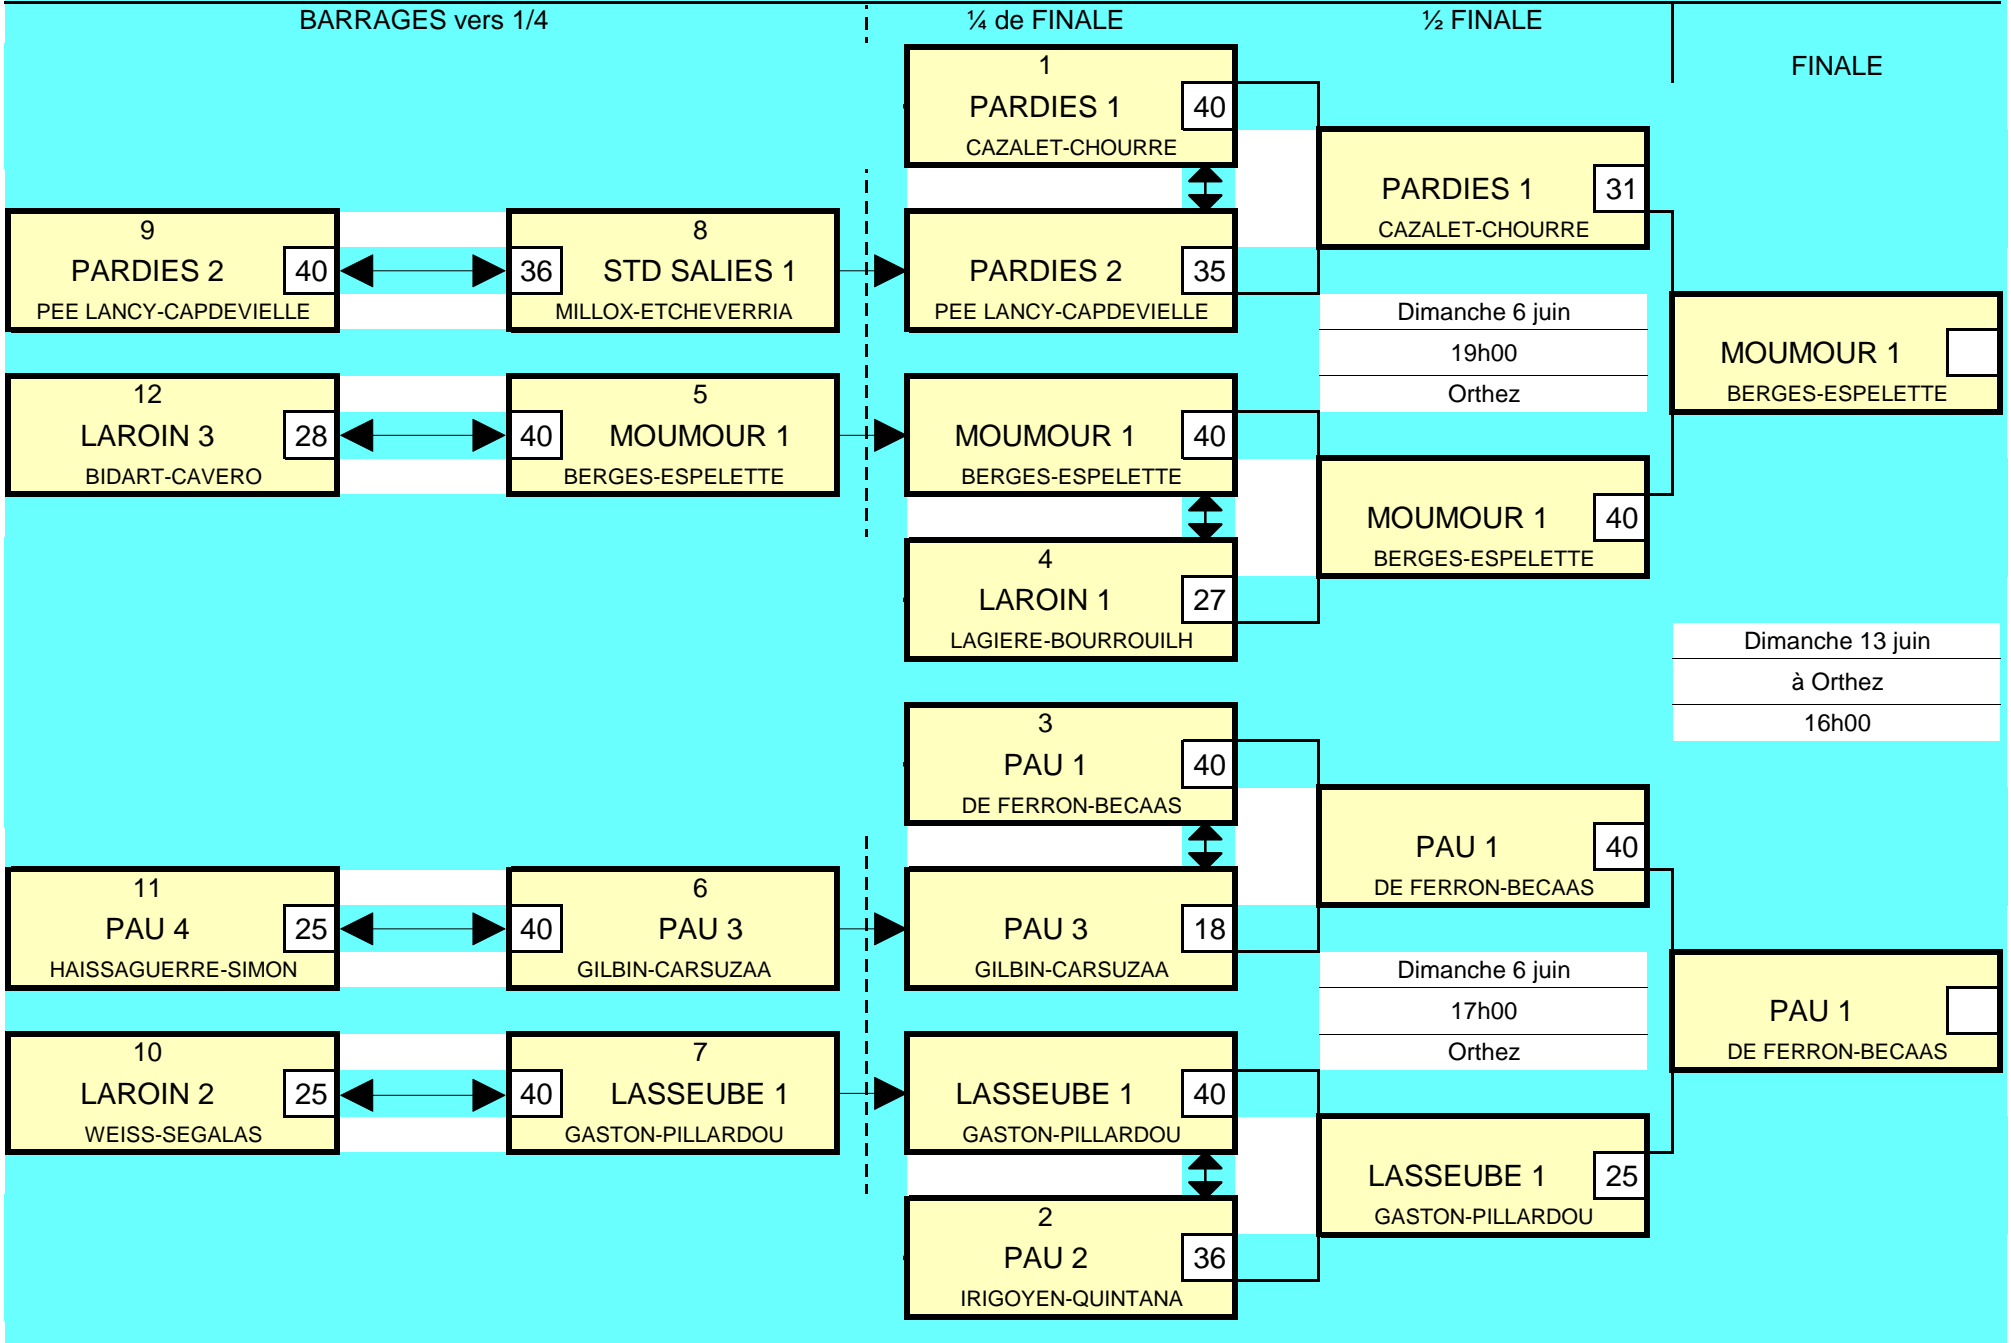 BARRAGES vers 1/4
¼ de FINALE
½ FINALE
FINALE
9
PARDIES 2
40
PEE LANCY-CAPDEVIELLE
8
36
STD SALIES 1
MILLOX-ETCHEVERRIA
12
LAROIN 3
28
BIDART-CAVERO
5
40
MOUMOUR 1
BERGES-ESPELETTE
11
PAU 4
25
HAISSAGUERRE-SIMON
6
40
PAU 3
GILBIN-CARSUZAA
10
LAROIN 2
25
WEISS-SEGALAS
7
40
LASSEUBE 1
GASTON-PILLARDOU
1
PARDIES 1
40
CAZALET-CHOURRE
PARDIES 2
35
PEE LANCY-CAPDEVIELLE
MOUMOUR 1
40
BERGES-ESPELETTE
4
LAROIN 1
27
LAGIERE-BOURROUILH
3
PAU 1
40
DE FERRON-BECAAS
PAU 3
18
GILBIN-CARSUZAA
LASSEUBE 1
40
GASTON-PILLARDOU
2
PAU 2
36
IRIGOYEN-QUINTANA
PARDIES 1
31
CAZALET-CHOURRE
Dimanche 6 juin
19h00
Orthez
MOUMOUR 1
40
BERGES-ESPELETTE
PAU 1
40
DE FERRON-BECAAS
Dimanche 6 juin
17h00
Orthez
LASSEUBE 1
25
GASTON-PILLARDOU
MOUMOUR 1
BERGES-ESPELETTE
Dimanche 13 juin
à Orthez
16h00
PAU 1
DE FERRON-BECAAS